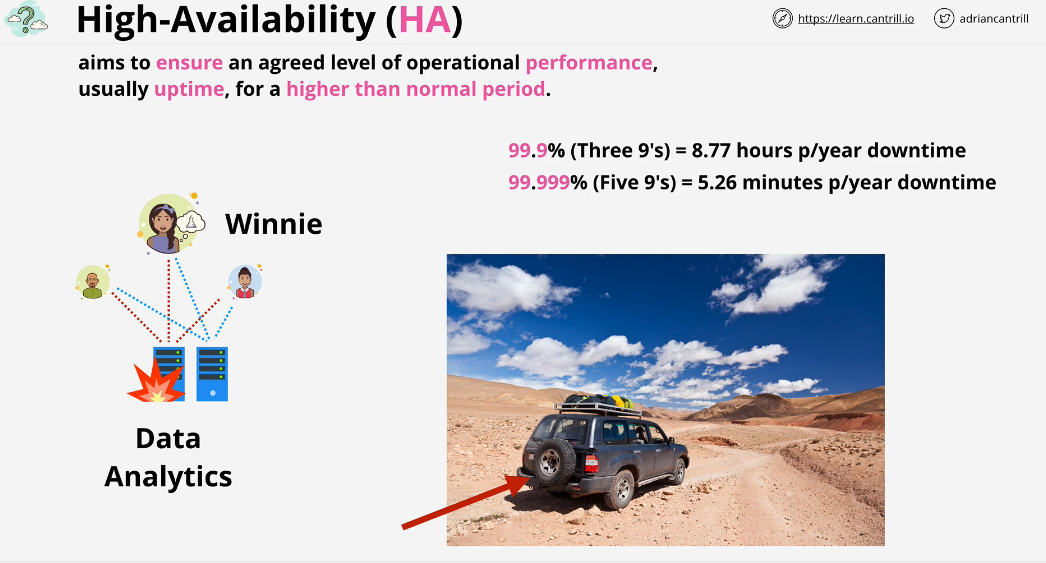 High-Availability (HA)
https://learn.cantrill.io
adriancantrill
aims to ensure an agreed level of operational performance,
usually uptime, for a higher than normal period.
99.9% (Three 9's) = 8.77 hours p/year downtime
99.999% (Five 9's) = 5.26 minutes p/year downtime
Winnie
Data
Analytics